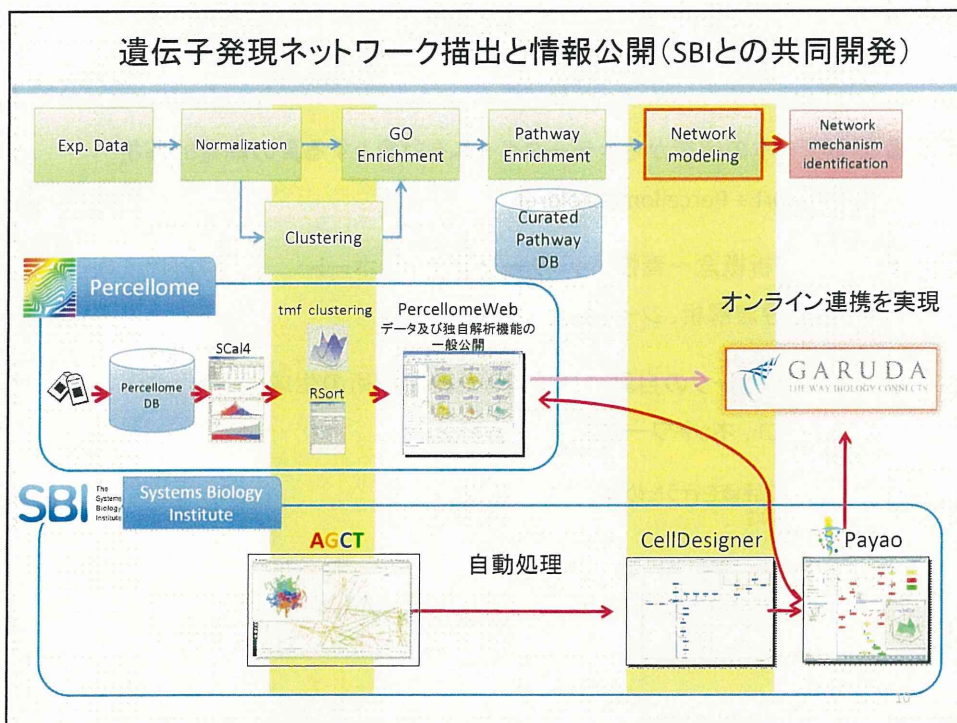 遺伝子発現ネットワーク描出と情報公開(SBIとの共同開発)
Exp. Data
Normalization
GO
Enrichment
Pathway
Enrichment
Network
modeling
Network
mechanism
identification
Clustering
Curated
Pathway
DB
Percellome
tmf clustering
PercellomeWeb
データ及び独自解析機能の
一般公開
オンライン連携を実現
SCal4
Percellome
DB
RSort
GARUDA
THE WAY BIOLOGY CONNECTS
SBI
The
Systems
Biology
Institute
Systems Biology
Institute
AGCT
自動処理
CellDesigner
Payao
10